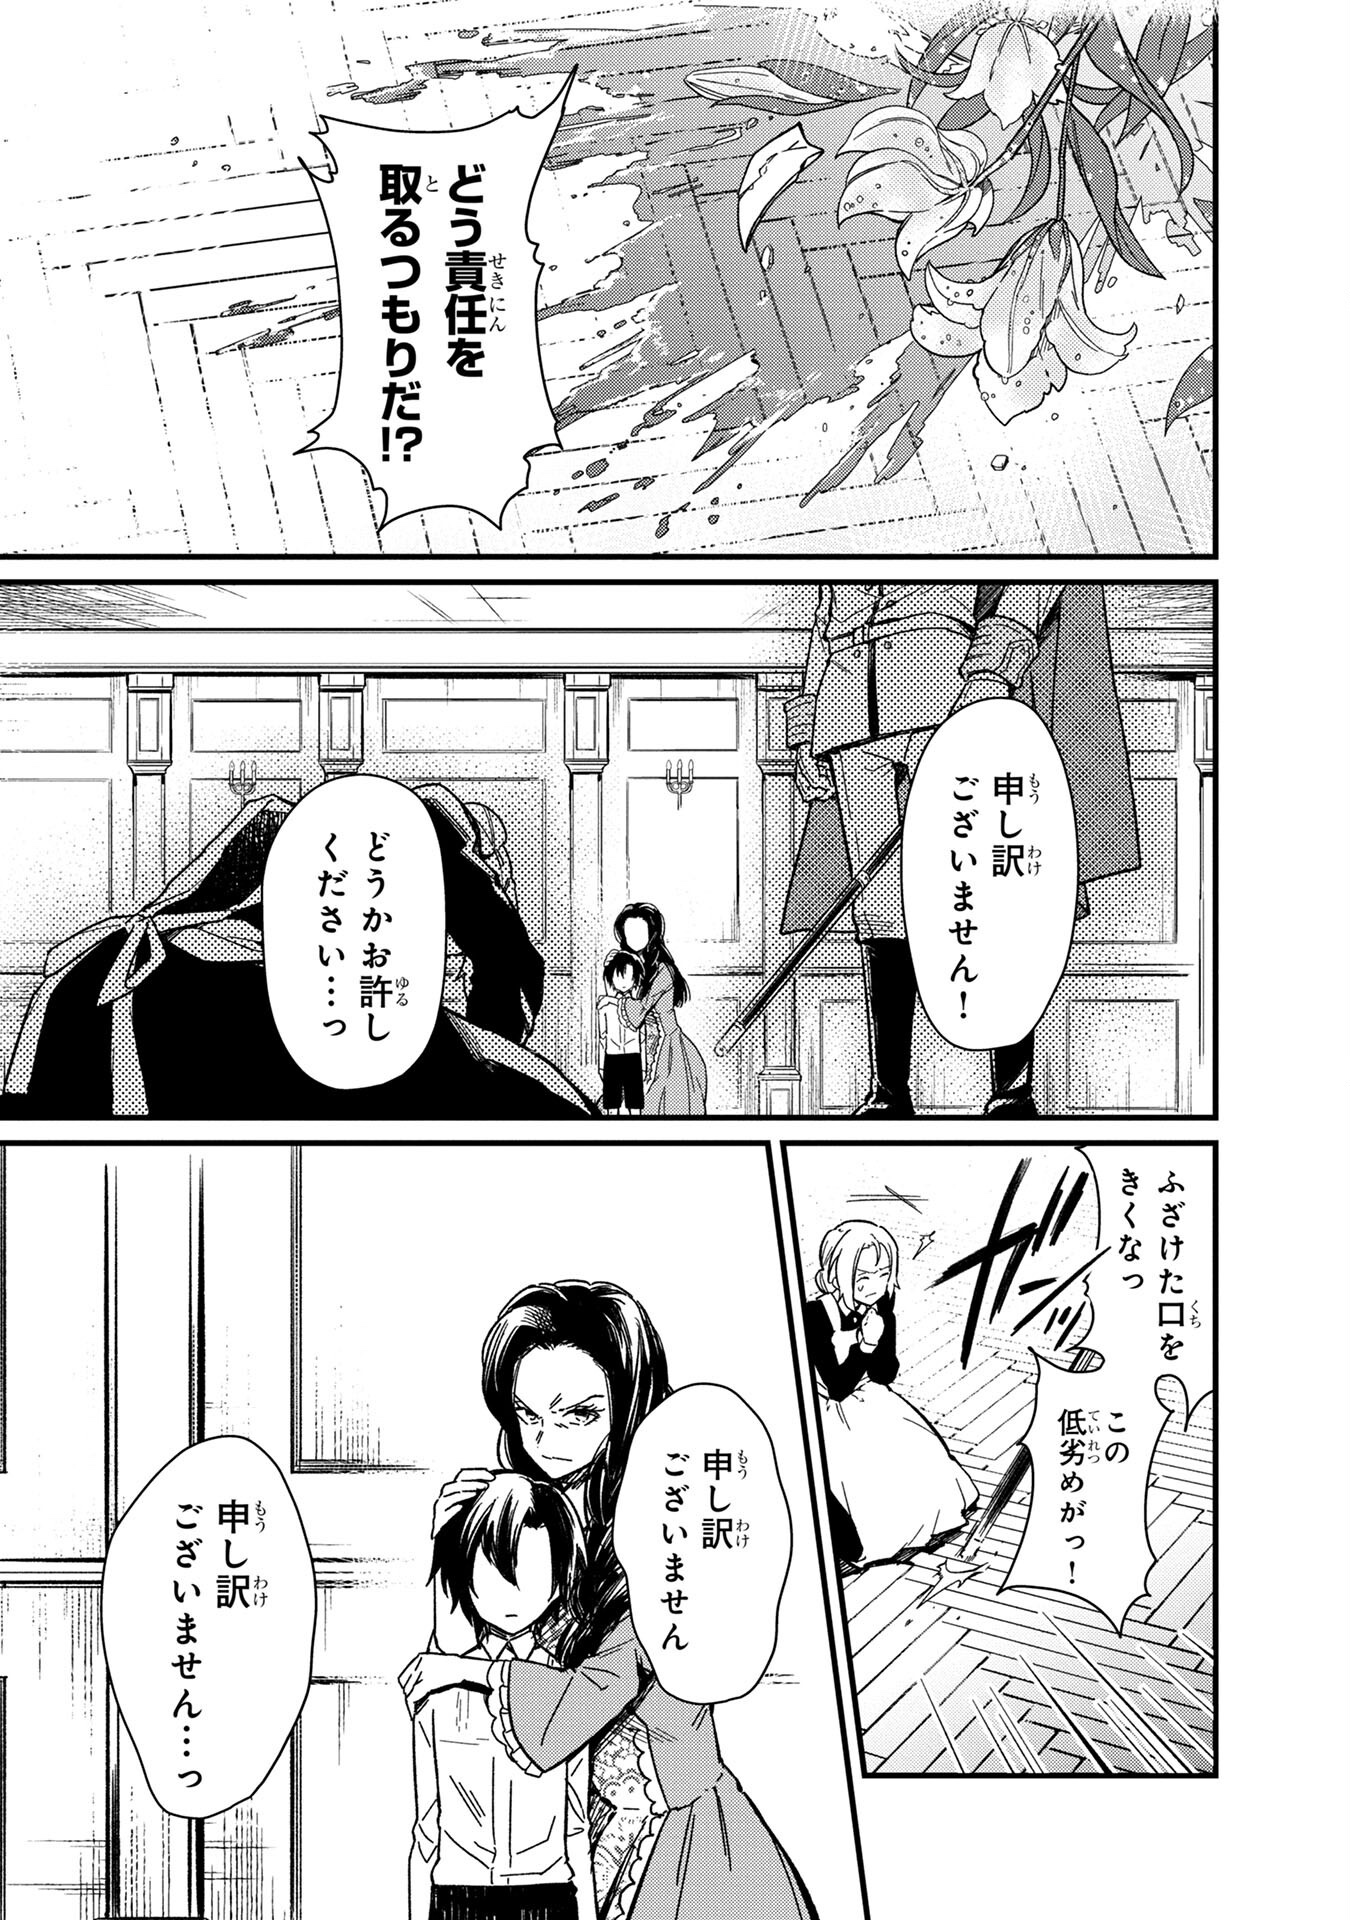 どう責任を
取るつもりだ!?
申し訳
ございません！
どうかお許し
ください…っ
ふざけた口を
きくなっ
この
低劣めがっ！
ガッ
申し訳
ございません
申し訳
ございません…っ